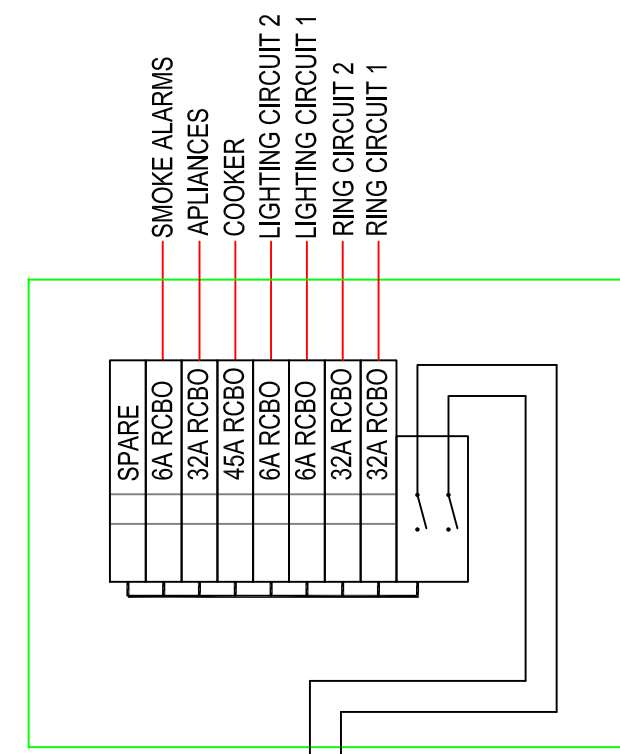 SMOKE ALARMS
APLIANCES
COOKER
LIGHTING CIRCUIT 2
LIGHTING CIRCUIT 1
RING CIRCUIT 2
RING CIRCUIT 1
SPARE
6A RCBO
32A RCBO
45A RCBO
6A RCBO
6A RCBO
32A RCBO
32A RCBO